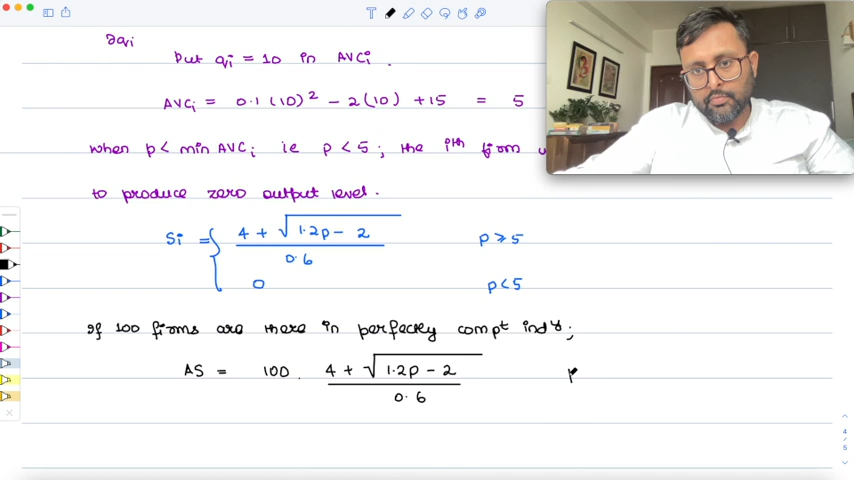 ∂qi
Put qi = 10 in AVCi.
AVCi = 0.1(10)² - 2(10) + 15 = 5
when p < min AVCi ie p < 5; the ith firm
to produce zero output level.
Si = { 4 + √1.2p - 2 / 0.6 p ≥ 5
0 p < 5
If 100 firms are there in perfectly compt indy;
AS = 100. 4 + √1.2p - 2 / 0.6 p
4
5